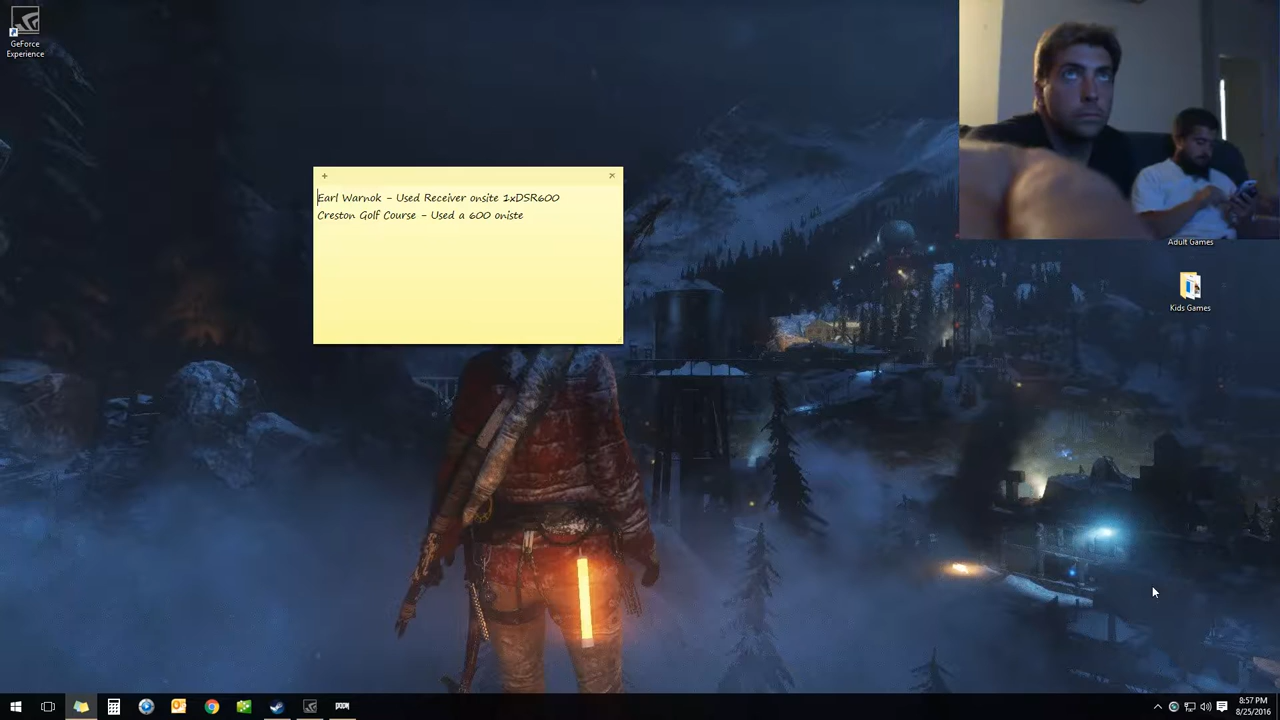 GeForce
Experience
Earl Warnok - Used Receiver onsite 1xDSR600
Creston Golf Course - Used a 600 oniste
Adult Games
Kids Games
DOOM
8:57 PM
8/25/2016